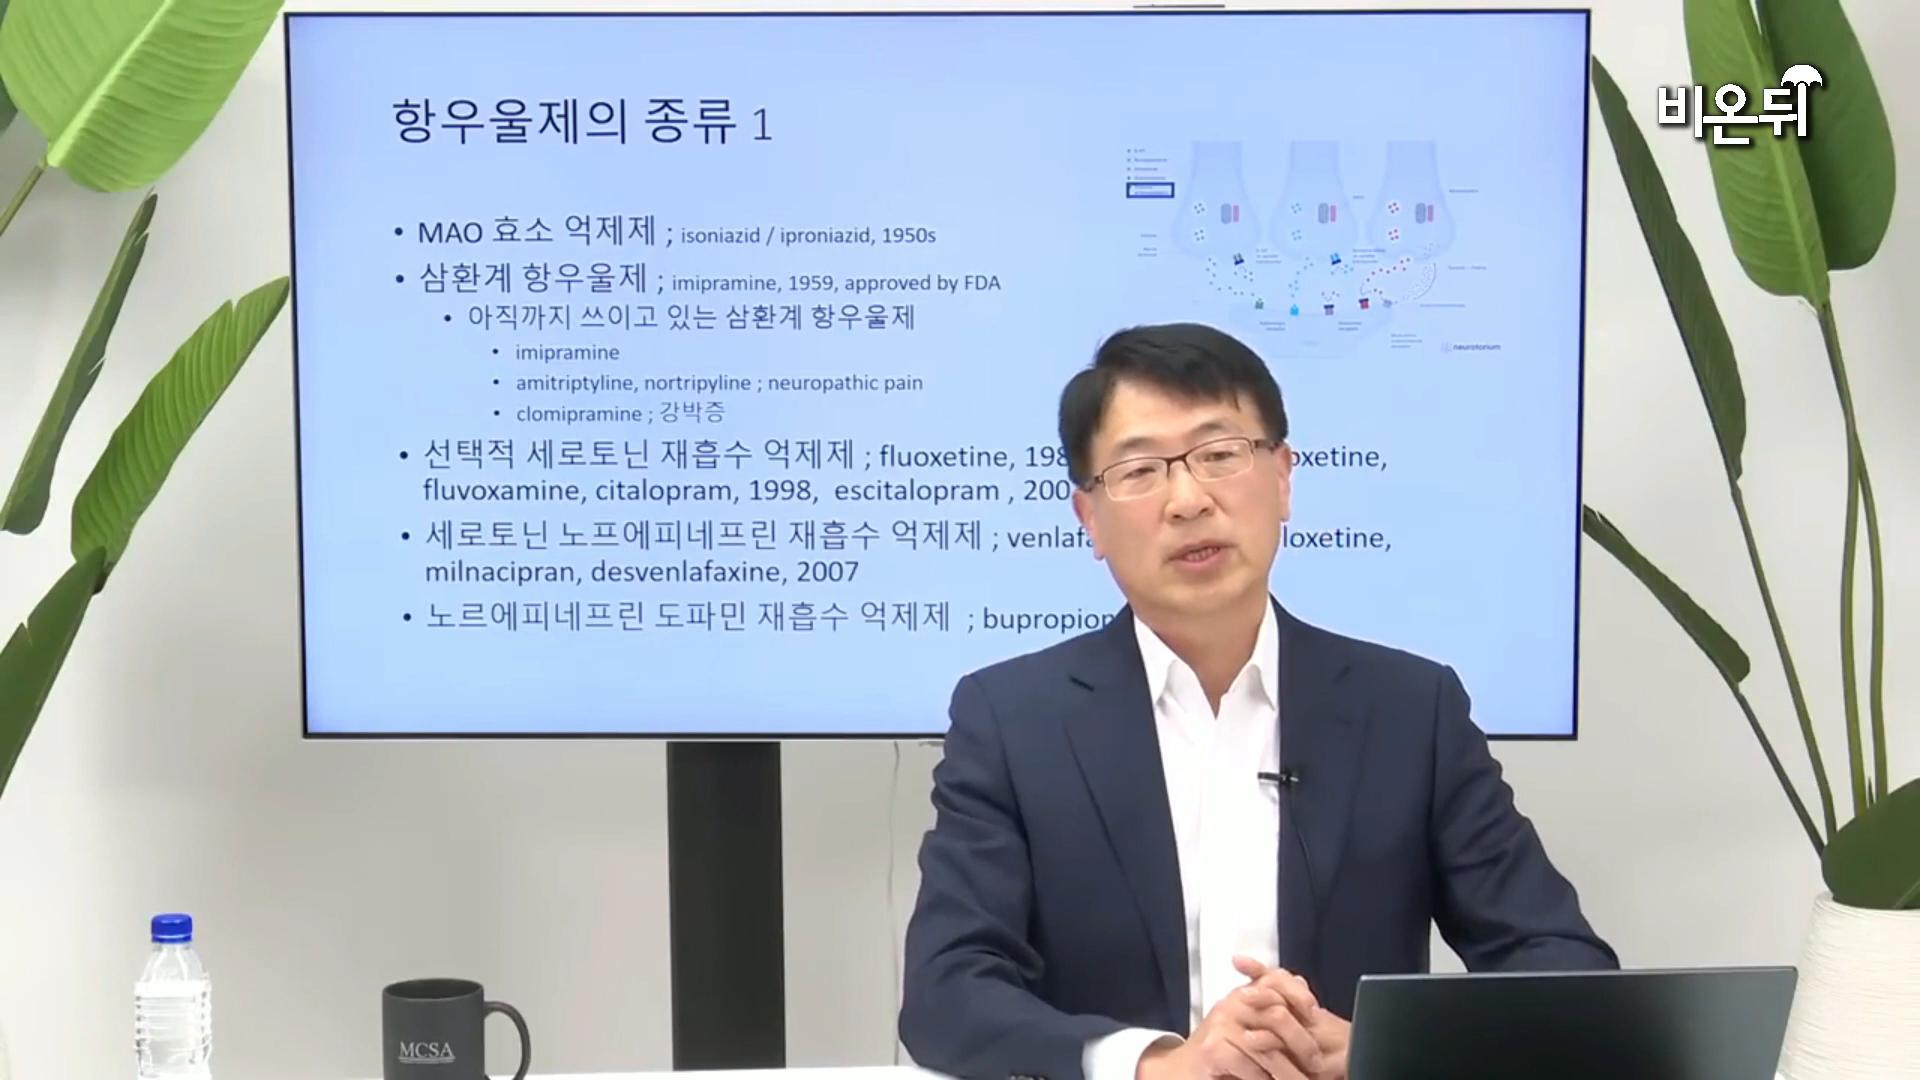 비온뒤
항우울제의 종류 1
• MAO 효소 억제제 ; isoniazid / iproniazid, 1950s
• 삼환계 항우울제 ; imipramine, 1959, approved by FDA
• 아직까지 쓰이고 있는 삼환계 항우울제
• imipramine
• amitriptyline, nortripyline ; neuropathic pain
• clomipramine ; 강박증
• 선택적 세로토닌 재흡수 억제제 ; fluoxetine, 198 oxetine,
fluvoxamine, citalopram, 1998, escitalopram , 200
• 세로토닌 노프에피네프린 재흡수 억제제 ; venlafa loxetine,
milnacipran, desvenlafaxine, 2007
• 노르에피네프린 도파민 재흡수 억제제 ; bupropion
neurotorium
MCSA